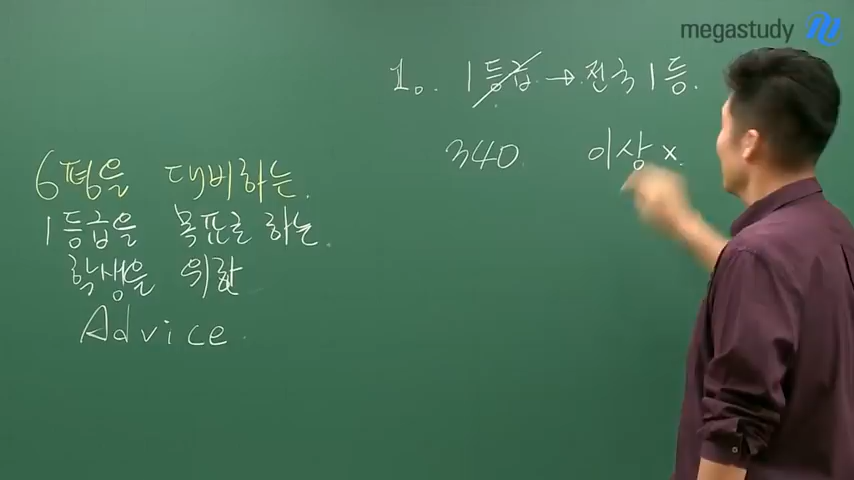 megastudy
1. 1등급 → 전국 1등.
340. 이상 x.
6평을 대비하는.
1등급을 목표로 하는.
학생을 위한
Advice.